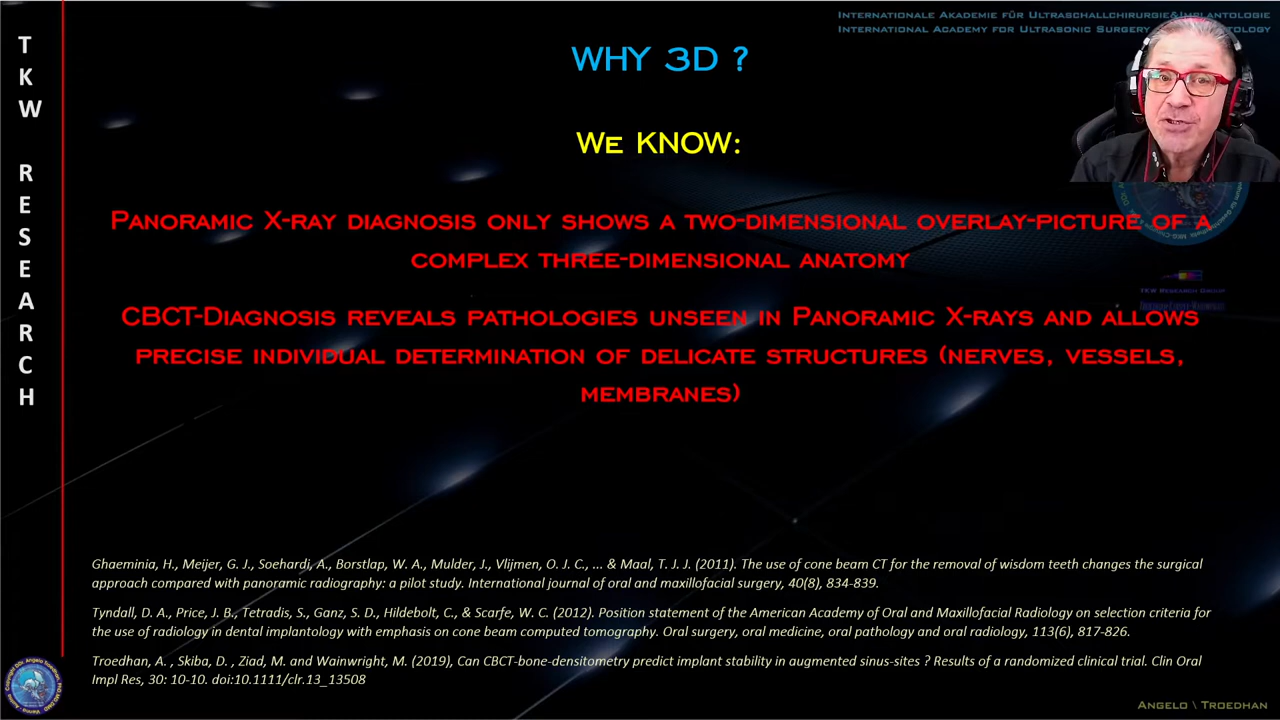 INTERNATIONALE AKADEMIE FÜR ULTRASCHALLCHIRURGIE&IMPLANTOLOGIE
INTERNATIONAL ACADEMY FOR ULTRASONIC SURGERY
TKW RESEARCH
WHY 3D ?
WE KNOW:
PANORAMIC X-RAY DIAGNOSIS ONLY SHOWS A TWO-DIMENSIONAL OVERLAY-PICTURE OF A
COMPLEX THREE-DIMENSIONAL ANATOMY
CBCT-DIAGNOSIS REVEALS PATHOLOGIES UNSEEN IN PANORAMIC X-RAYS AND ALLOWS
PRECISE INDIVIDUAL DETERMINATION OF DELICATE STRUCTURES (NERVES, VESSELS,
MEMBRANES)
TKW RESEARCH GROUP
Ghaeminia, H., Meijer, G. J., Soehardi, A., Borstlap, W. A., Mulder, J., Vlijmen, O. J. C., ... & Maal, T. J. J. (2011). The use of cone beam CT for the removal of wisdom teeth changes the surgical
approach compared with panoramic radiography: a pilot study. International journal of oral and maxillofacial surgery, 40(8), 834-839.
Tyndall, D. A., Price, J. B., Tetradis, S., Ganz, S. D., Hildebolt, C., & Scarfe, W. C. (2012). Position statement of the American Academy of Oral and Maxillofacial Radiology on selection criteria for
the use of radiology in dental implantology with emphasis on cone beam computed tomography. Oral surgery, oral medicine, oral pathology and oral radiology, 113(6), 817-826.
Troedhan, A. , Skiba, D. , Ziad, M. and Wainwright, M. (2019), Can CBCT-bone-densitometry predict implant stability in augmented sinus-sites ? Results of a randomized clinical trial. Clin Oral
Impl Res, 30: 10-10. doi:10.1111/clr.13_13508
ANGELO \ TROEDHAN